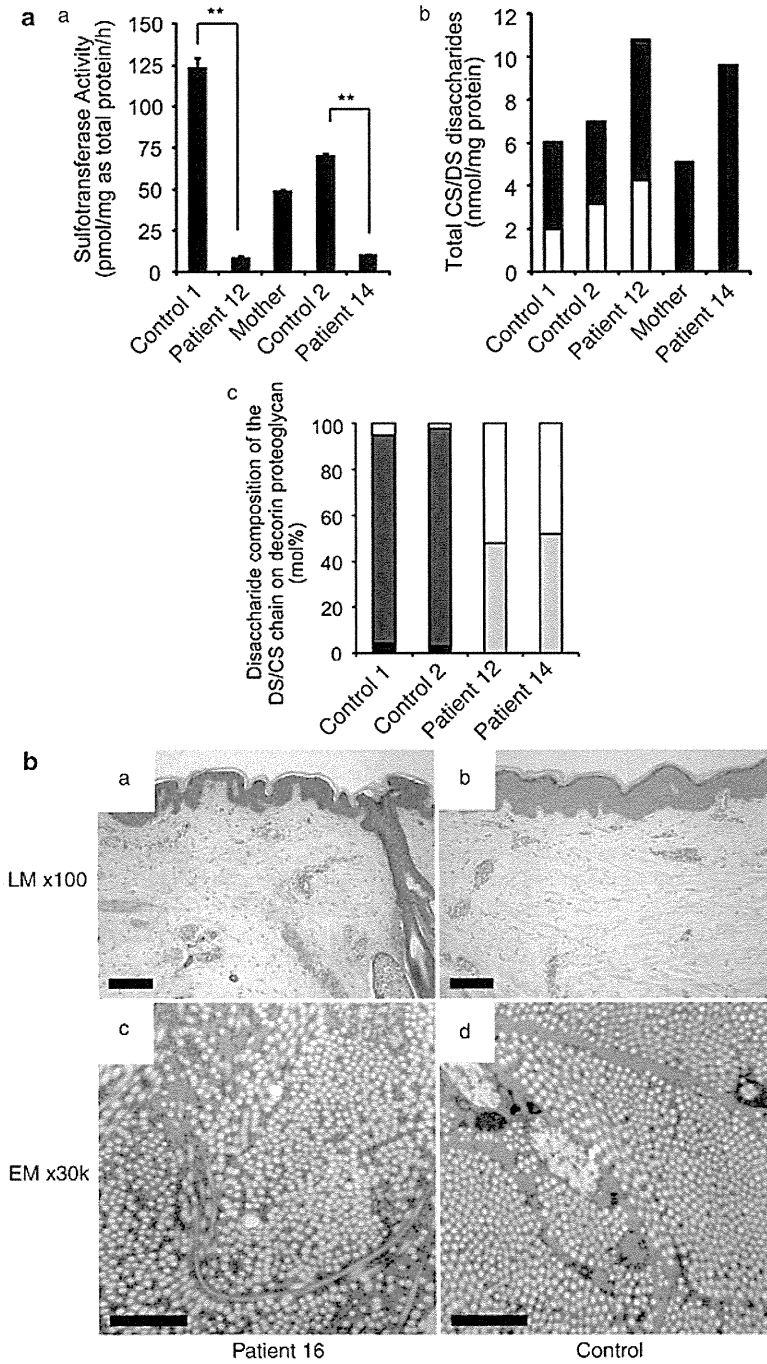 a
a
Sulfotransferase Activity
(pmol/mg as total protein/h)
150
125
100
75
50
25
0
**
**
Control 1
Patient 12
Mother
Control 2
Patient 14
b
Total CS/DS disaccharides
(nmol/mg protein)
12
10
8
6
4
2
0
Control 1
Control 2
Patient 12
Mother
Patient 14
c
Disaccharide composition of the
DS/CS chain on decorin proteoglycan
(mol%)
100
80
60
40
20
0
Control 1
Control 2
Patient 12
Patient 14
b
a
b
LM x100
c
d
EM x30k
Patient 16
Control